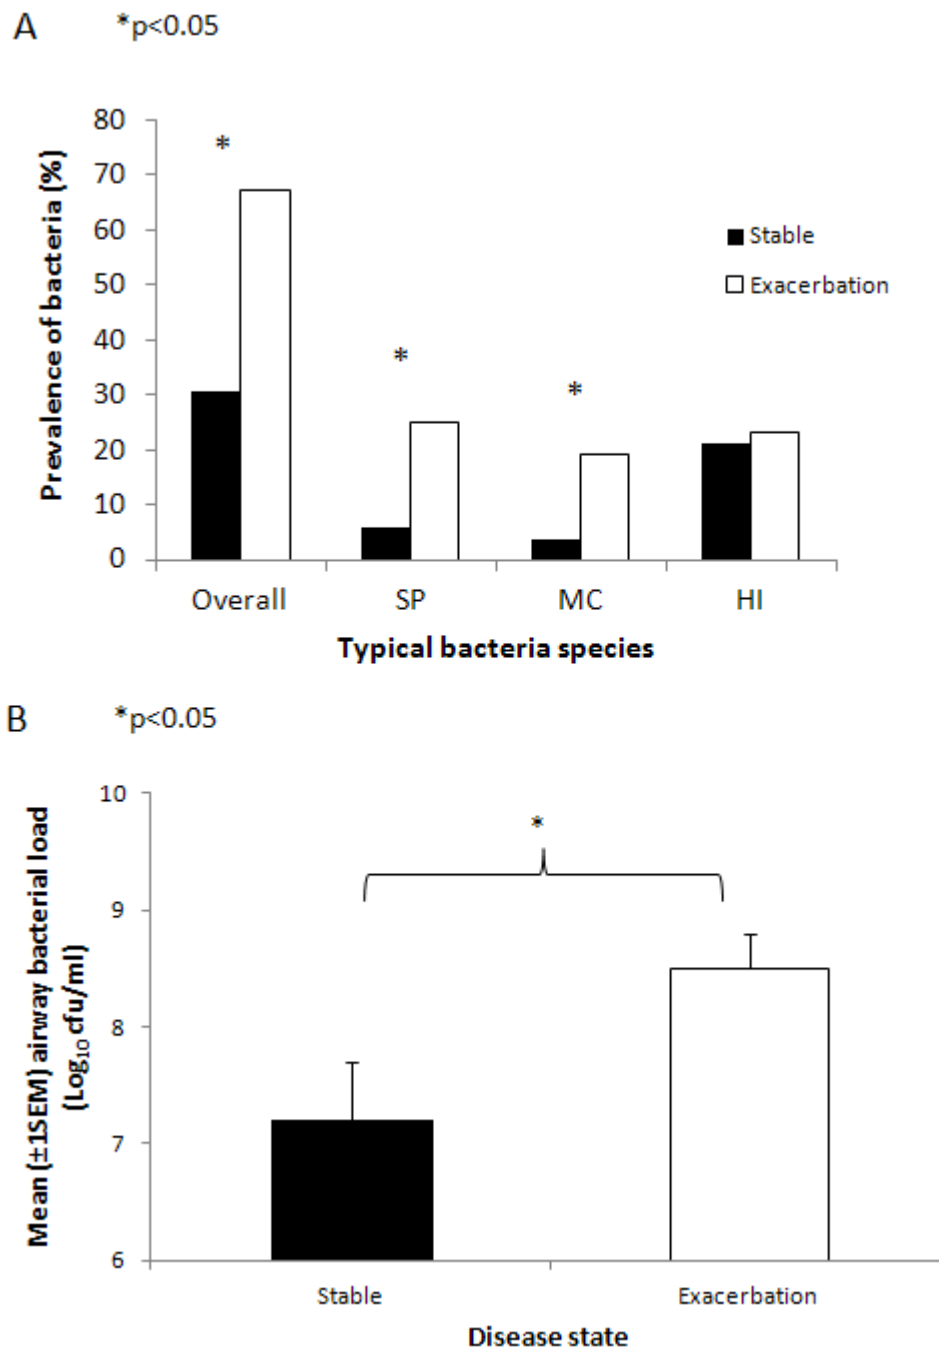 A
*p<0.05
Prevalence of bacteria (%)
80
70
60
50
40
30
20
10
0
*
*
*
Stable
Exacerbation
Overall SP MC HI
Typical bacteria species
B
*p<0.05
Mean (±1SEM) airway bacterial load
(Log₁₀ cfu/ml)
10
9
8
7
6
*
Stable Exacerbation
Disease state